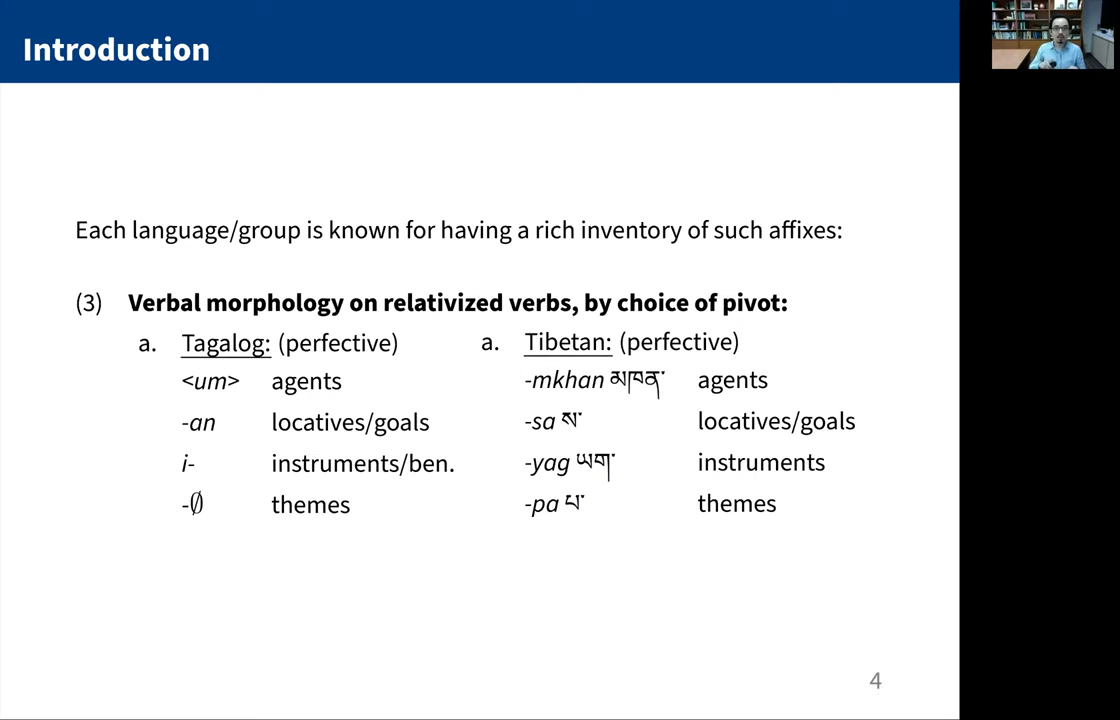 Introduction
Each language/group is known for having a rich inventory of such affixes:
(3) Verbal morphology on relativized verbs, by choice of pivot:
a. Tagalog: (perfective)
<um> agents
-an locatives/goals
i- instruments/ben.
-∅ themes
a. Tibetan: (perfective)
-mkhan མཁན་ agents
-sa ས་ locatives/goals
-yag ཡག་ instruments
-pa པ་ themes
4